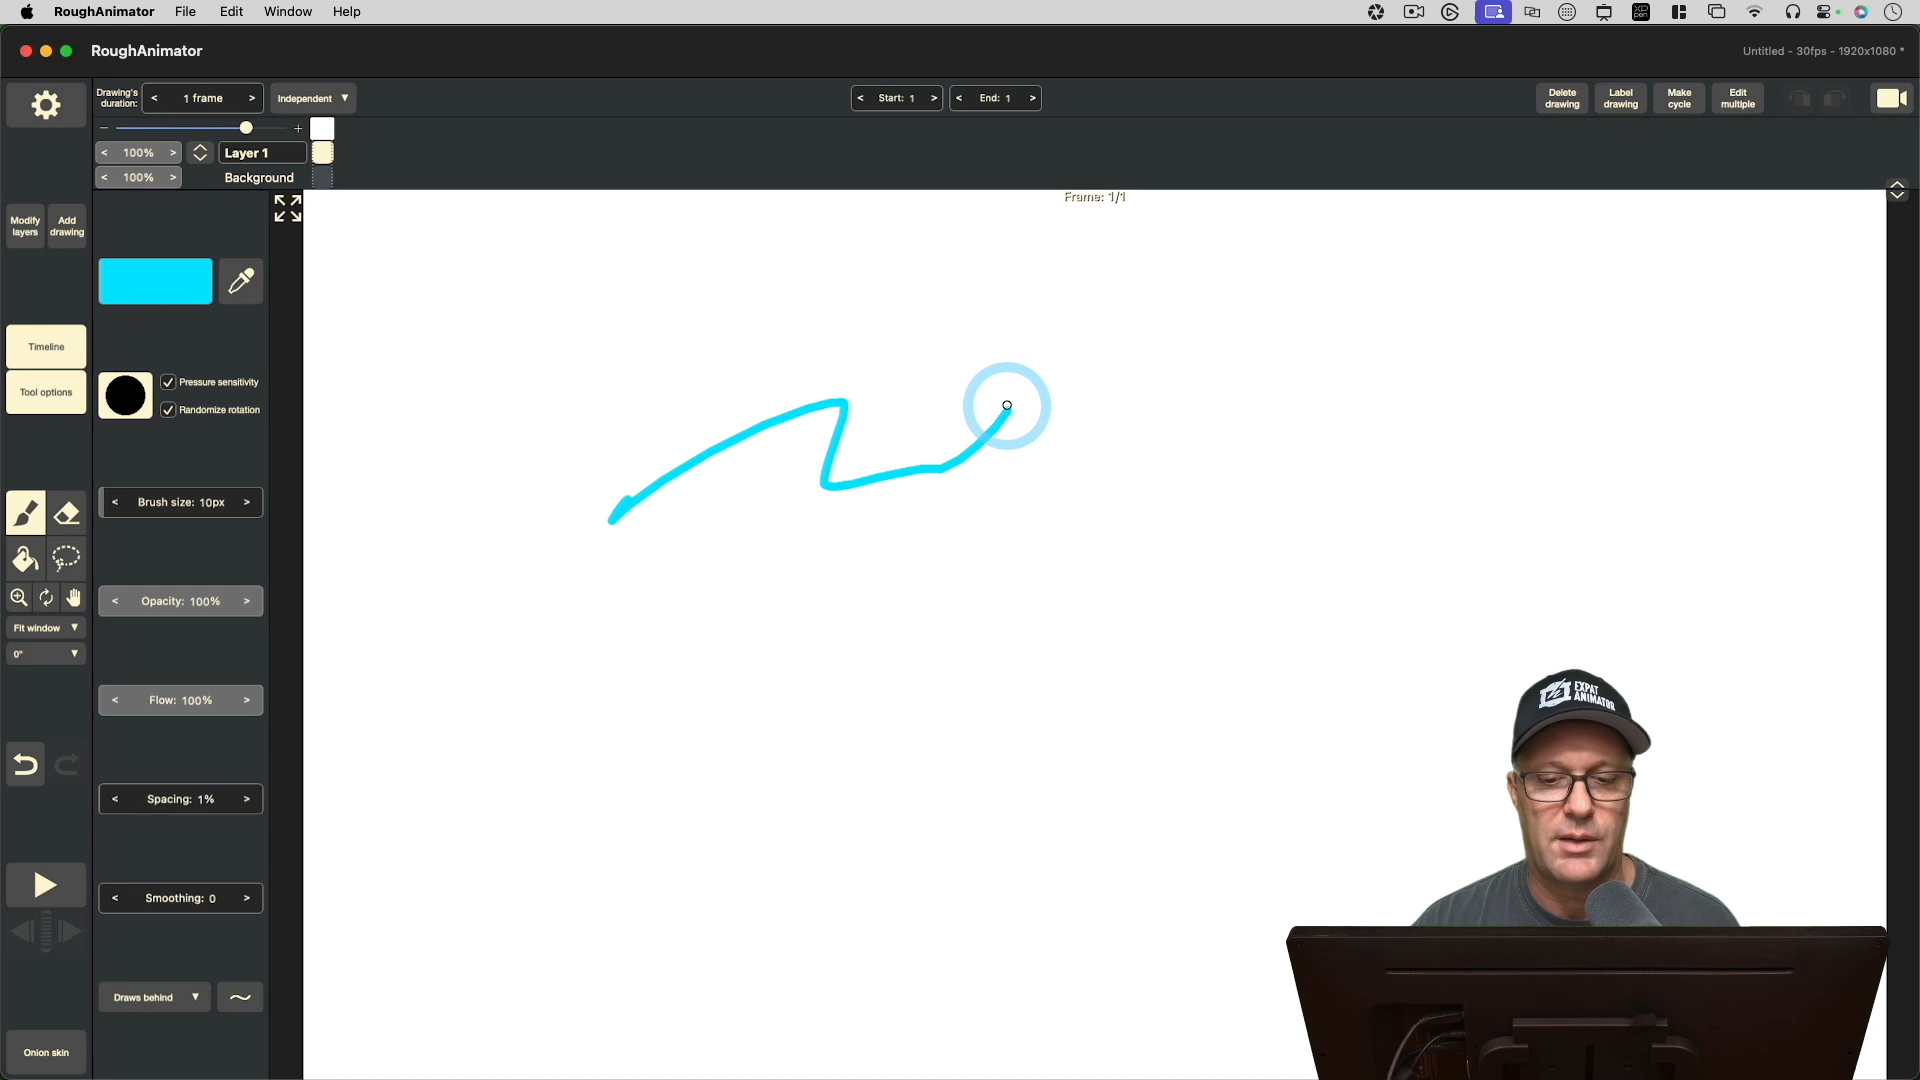 RoughAnimator File Edit Window Help
RoughAnimator
Untitled - 30fps - 1920x1080 *
Drawing's duration:
< 1 frame >
Independent ▼
< Start: 1 >
< End: 1 >
Delete drawing
Label drawing
Make cycle
Edit multiple
< 100% >
Layer 1
< 100% >
Background
Frame: 1/1
Modify layers
Add drawing
Timeline
Tool options
Pressure sensitivity
Randomize rotation
< Brush size: 10px >
< Opacity: 100% >
Fit window ▼
0° ▼
< Flow: 100% >
EXPAT
ANIMATOR
< Spacing: 1% >
< Smoothing: 0 >
Draws behind ▼
Onion skin